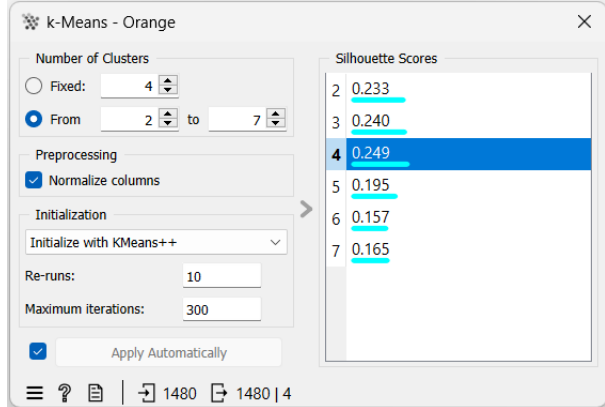 k-Means - Orange
Number of Clusters
Fixed: 4
From 2 to 7
Preprocessing
Normalize columns
Initialization
Initialize with KMeans++
Re-runs: 10
Maximum iterations: 300
Apply Automatically
Silhouette Scores
2 0.233
3 0.240
4 0.249
5 0.195
6 0.157
7 0.165
? 1480 1480 | 4